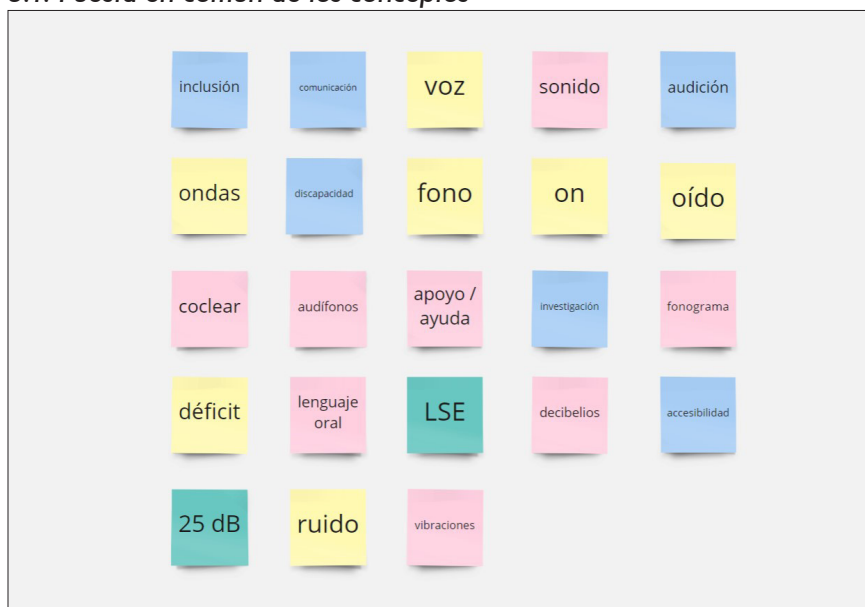 inclusión
comunicación
voz
sonido
audición
ondas
discapacidad
fono
on
oído
coclear
audífonos
apoyo /
ayuda
investigación
fonograma
déficit
lenguaje
oral
LSE
decibelios
accesibilidad
25 dB
ruido
vibraciones